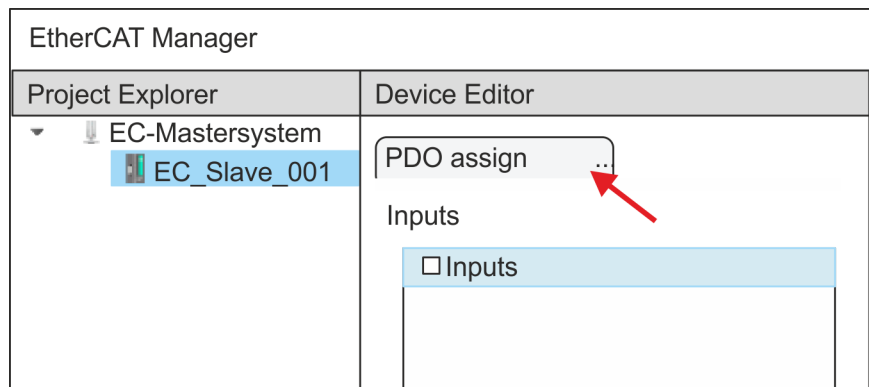 EtherCAT Manager
Project Explorer
Device Editor
EC-Mastersystem
EC_Slave_001
PDO assign ...
Inputs
Inputs